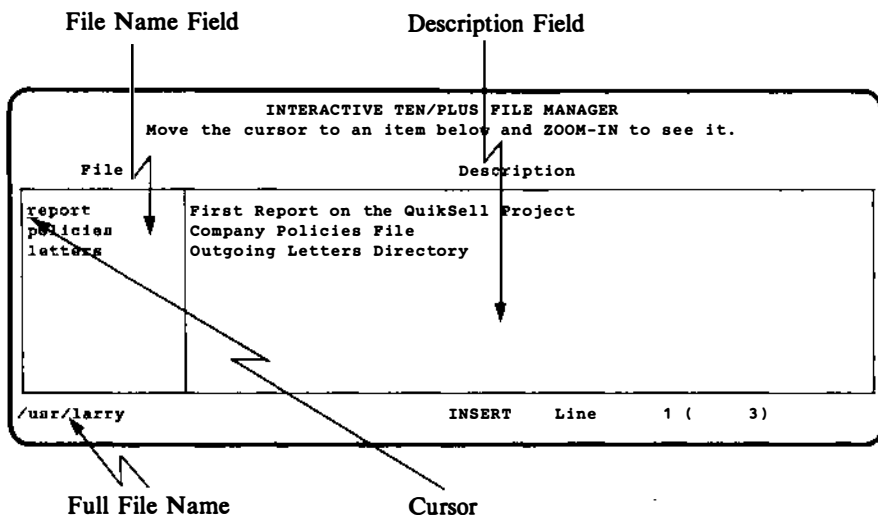 File Name Field Description Field
INTERACTIVE TEN/PLUS FILE MANAGER
Move the cursor to an item below and ZOOM-IN to see it.
File Description
report First Report on the QuikSell Project
policies Company Policies File
letters Outgoing Letters Directory
/usr/larry INSERT Line 1 ( 3)
Full File Name Cursor